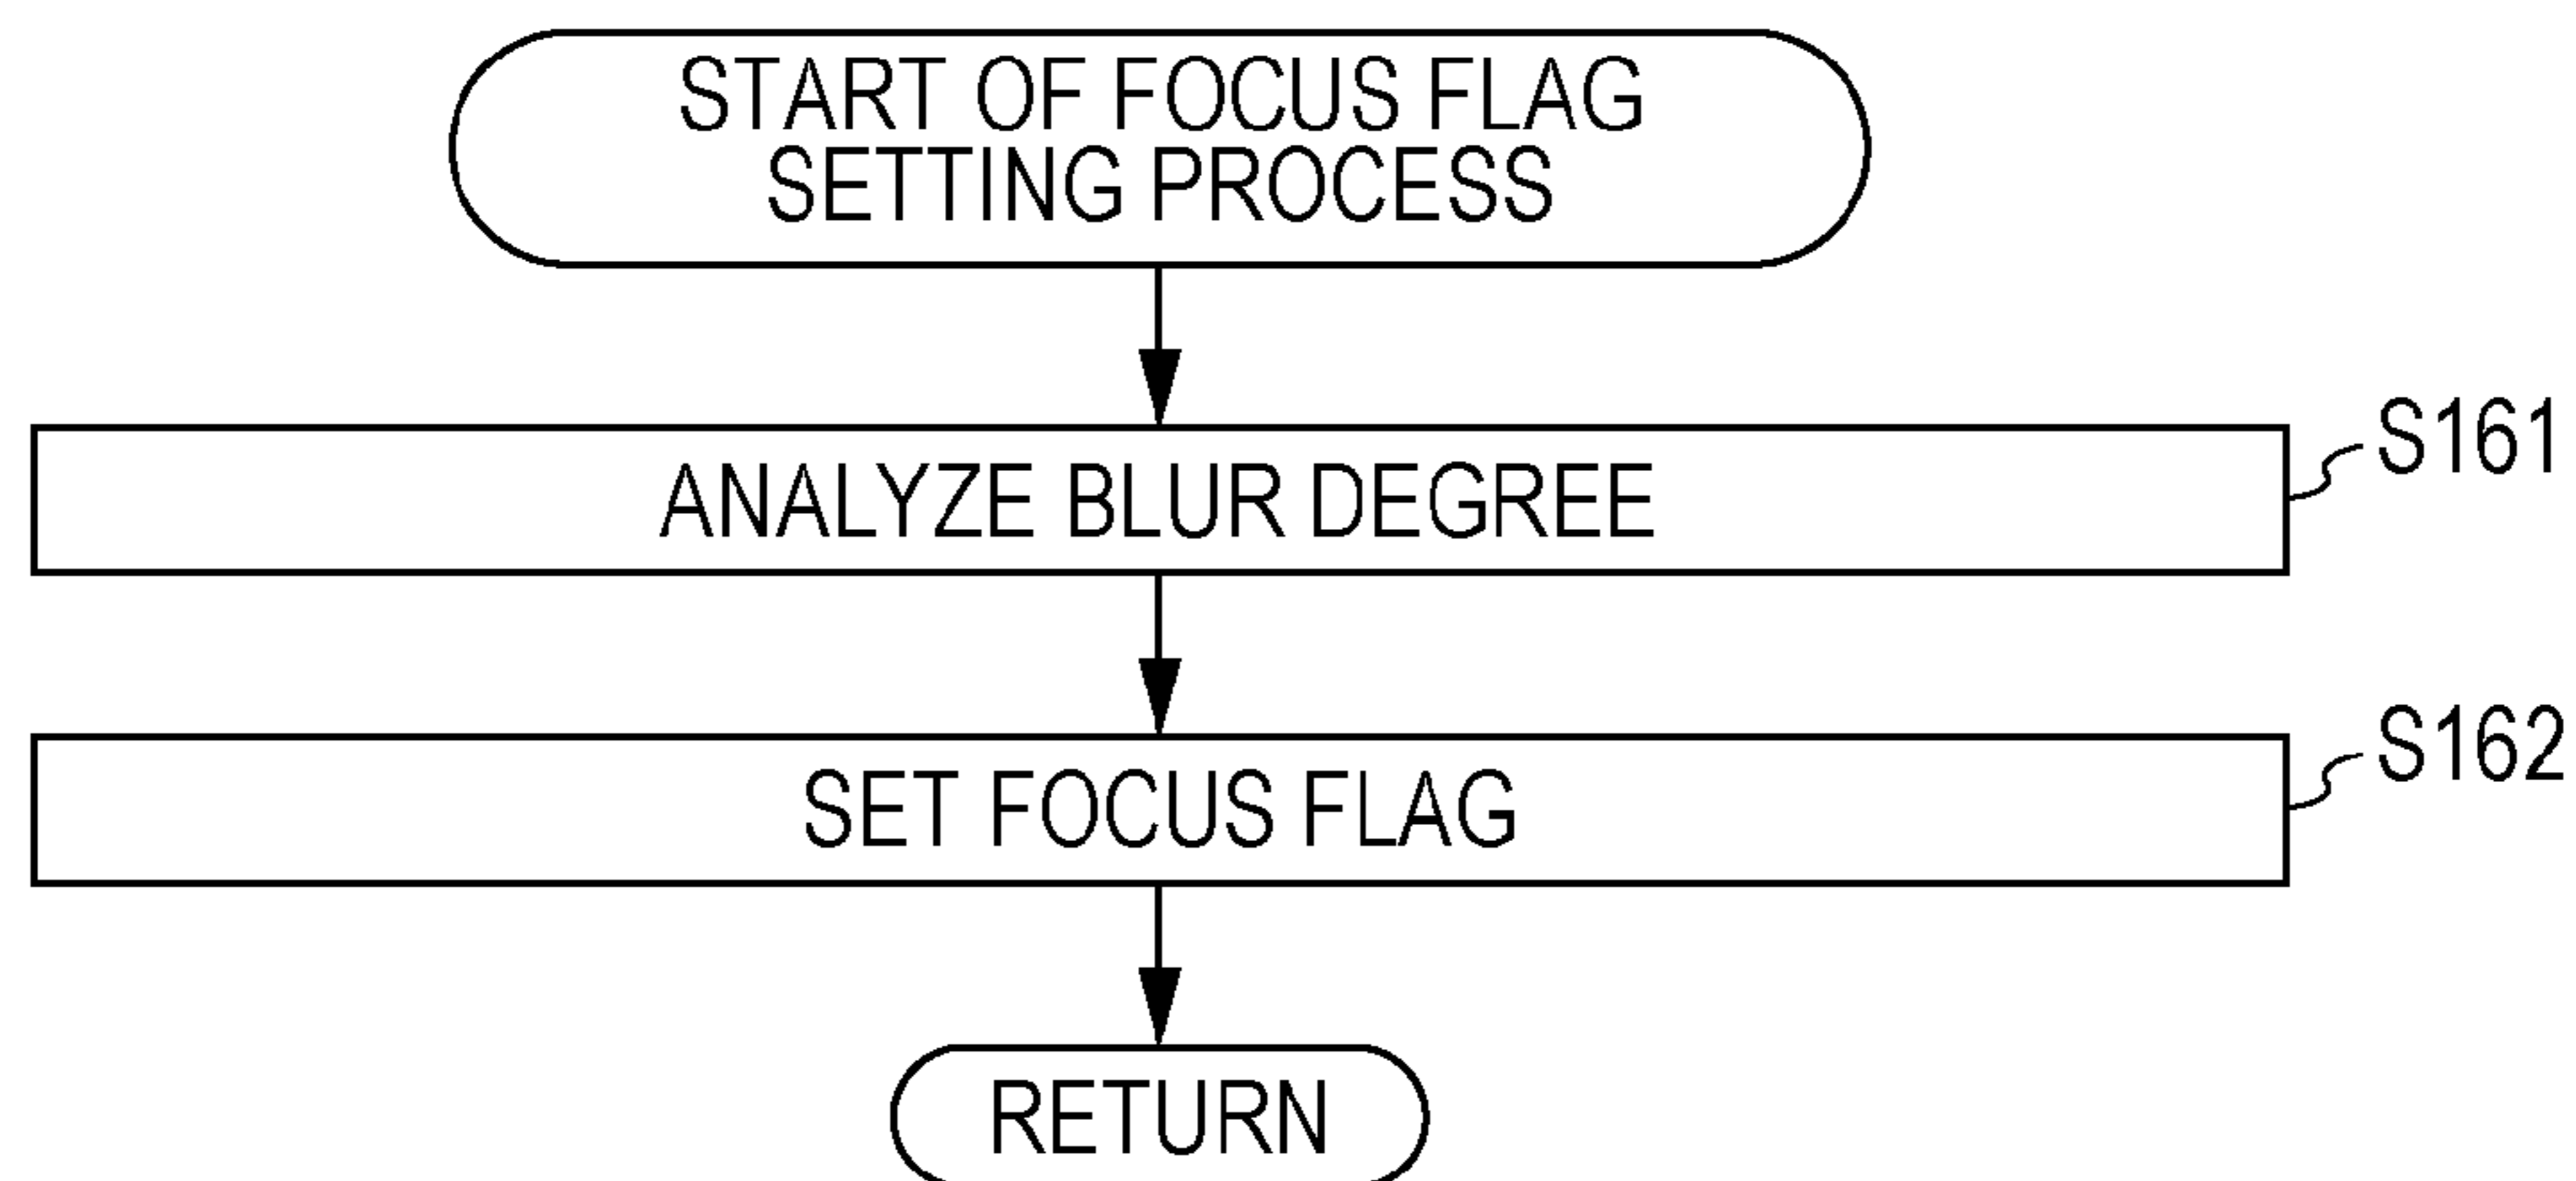 START OF FOCUS FLAG
SETTING PROCESS
ANALYZE BLUR DEGREE
S161
SET FOCUS FLAG
S162
RETURN